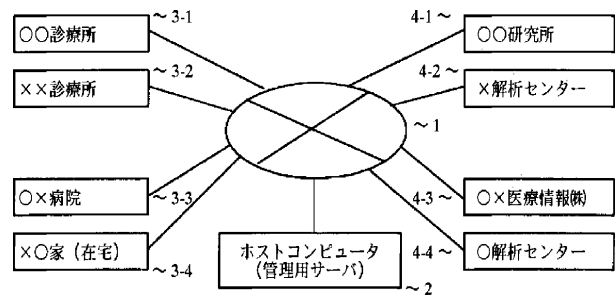 ○○診療所
～3-1
4-1～
○○研究所
××診療所
～3-2
4-2～
×解析センター
～1
○×病院
～3-3
4-3～
○×医療情報㈱
×○家（在宅）
～3-4
ホストコンピュータ
（管理用サーバ）
～2
4-4～
○解析センター